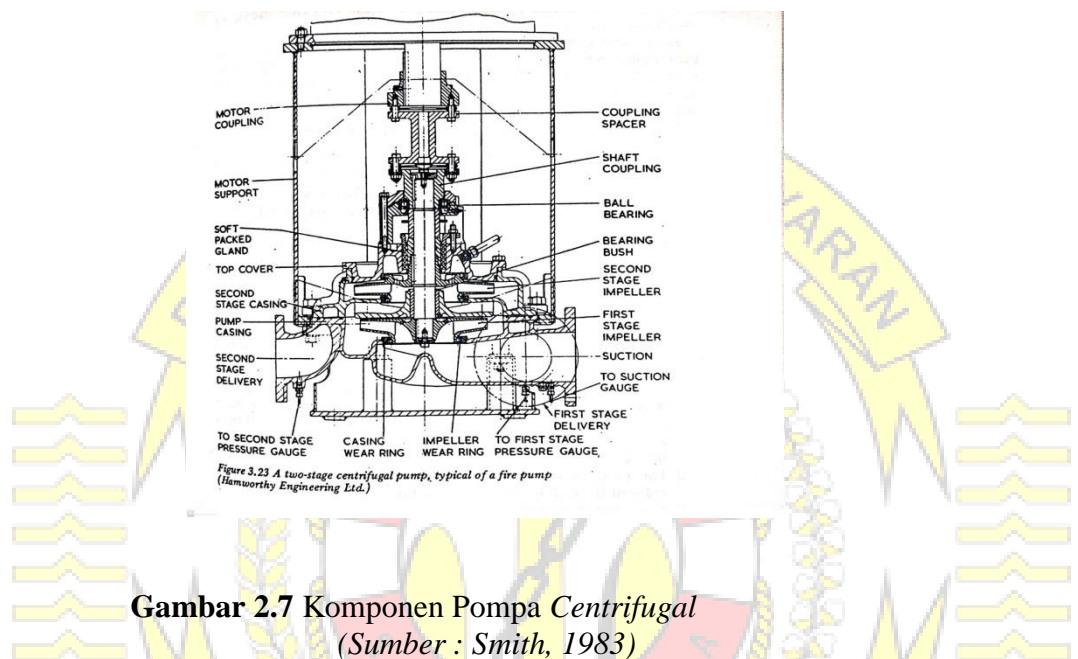 MOTOR
COUPLING
MOTOR
SUPPORT
SOFT
PACKED
GLAND
TOP COVER
SECOND
STAGE CASING
PUMP
CASING
SECOND
STAGE
DELIVERY
TO SECOND STAGE
PRESSURE GAUGE
CASING
WEAR RING
IMPELLER
WEAR RING
TO FIRST STAGE
PRESSURE GAUGE
FIRST STAGE
DELIVERY
TO SUCTION
GAUGE
SUCTION
FIRST
STAGE
IMPELLER
SECOND
STAGE
IMPELLER
BEARING
BUSH
BALL
BEARING
SHAFT
COUPLING
COUPLING
SPACER
Figure 3.23 A two-stage centrifugal pump, typical of a fire pump
(Hamworthy Engineering Ltd.)
Gambar 2.7 Komponen Pompa Centrifugal
(Sumber : Smith, 1983)